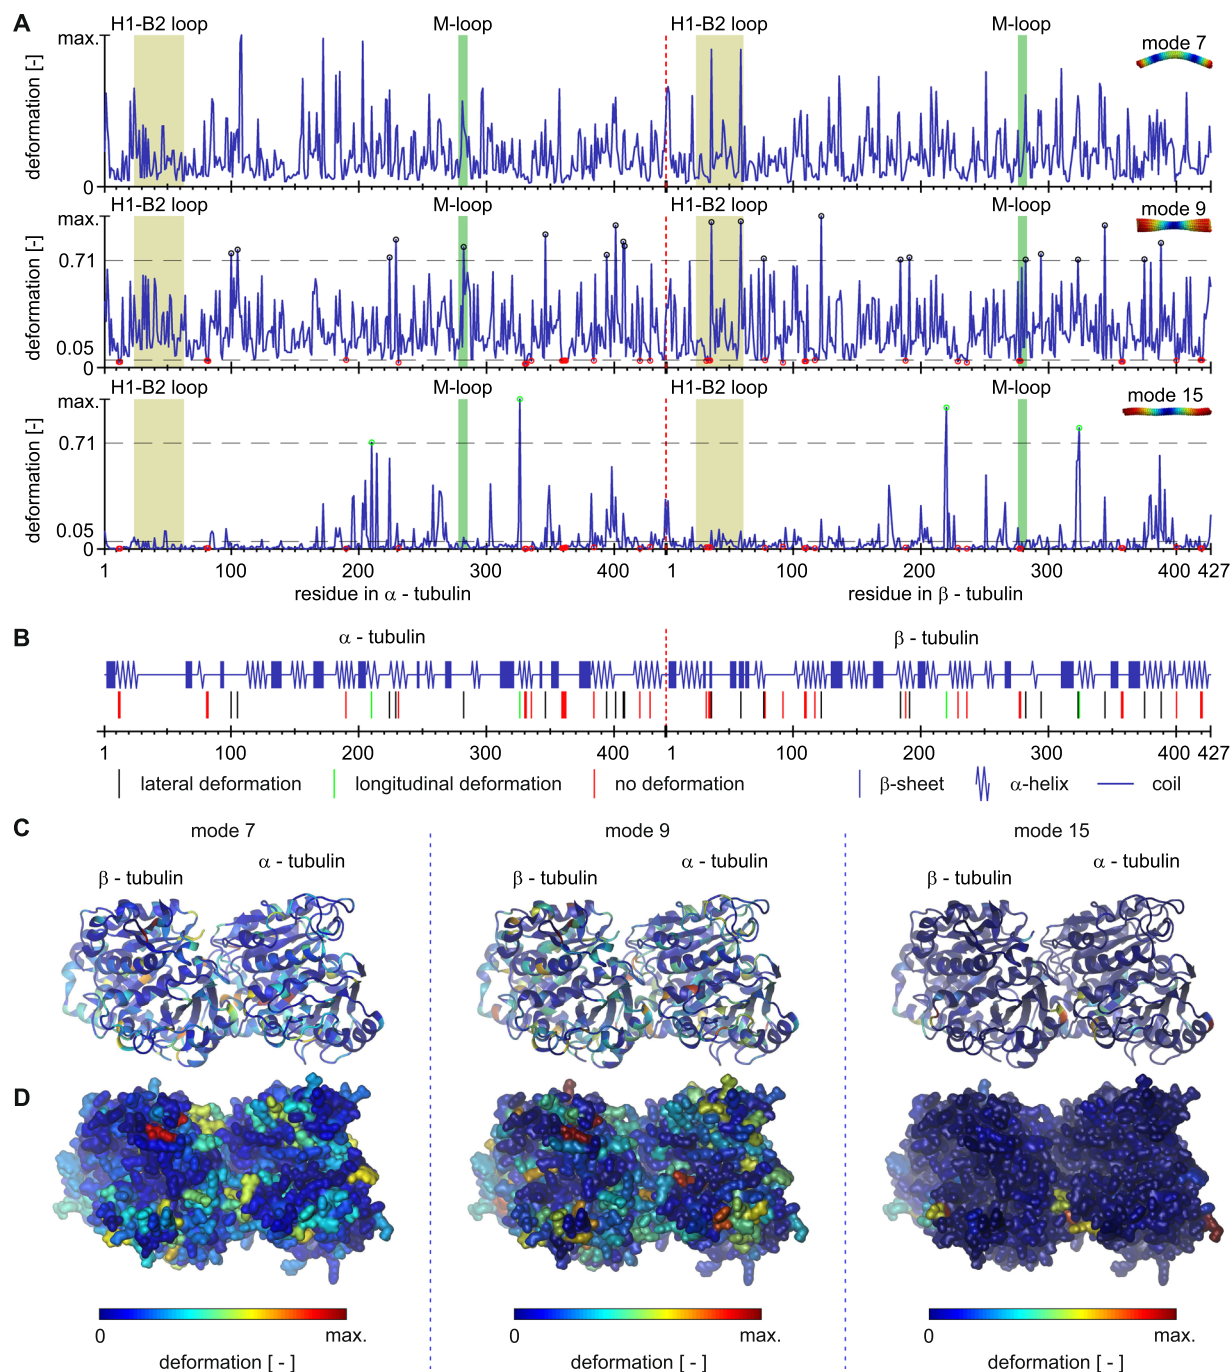 A
H1-B2 loop M-loop H1-B2 loop M-loop
max.
mode 7
deformation [-]
0
H1-B2 loop M-loop H1-B2 loop M-loop
max.
mode 9
0.71
deformation [-]
0.05
0
H1-B2 loop M-loop H1-B2 loop M-loop
max.
mode 15
0.71
deformation [-]
0.05
0
1 100 200 300 400 1 100 200 300 400 427
residue in α - tubulin residue in β - tubulin
B
α - tubulin β - tubulin
1 100 200 300 400 1 100 200 300 400 427
lateral deformation longitudinal deformation no deformation β-sheet α-helix coil
C
mode 7 mode 9 mode 15
α - tubulin α - tubulin α - tubulin
β - tubulin β - tubulin β - tubulin
D
0 max. 0 max. 0 max.
deformation [ - ] deformation [ - ] deformation [ - ]